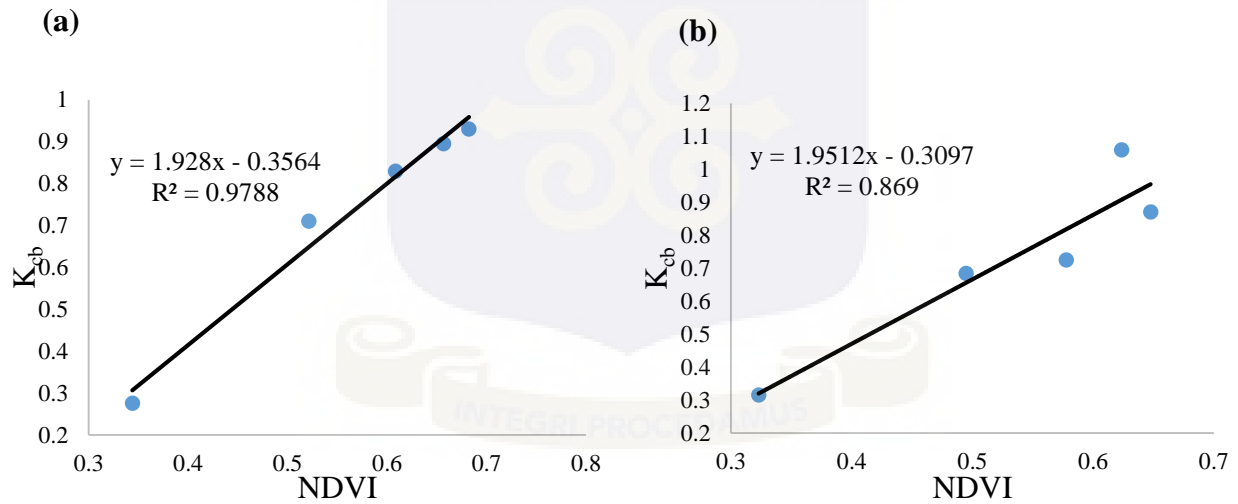 (a)
1
0.9
0.8
0.7
0.6
0.5
0.4
0.3
0.2
K_cb
y = 1.928x - 0.3564
R² = 0.9788
0.3 0.4 0.5 0.6 0.7 0.8
NDVI
(b)
1.2
1.1
1
0.9
0.8
0.7
0.6
0.5
0.4
0.3
0.2
K_cb
y = 1.9512x - 0.3097
R² = 0.869
0.3 0.4 0.5 0.6 0.7
NDVI
INTEGRI PROCEDAMUS